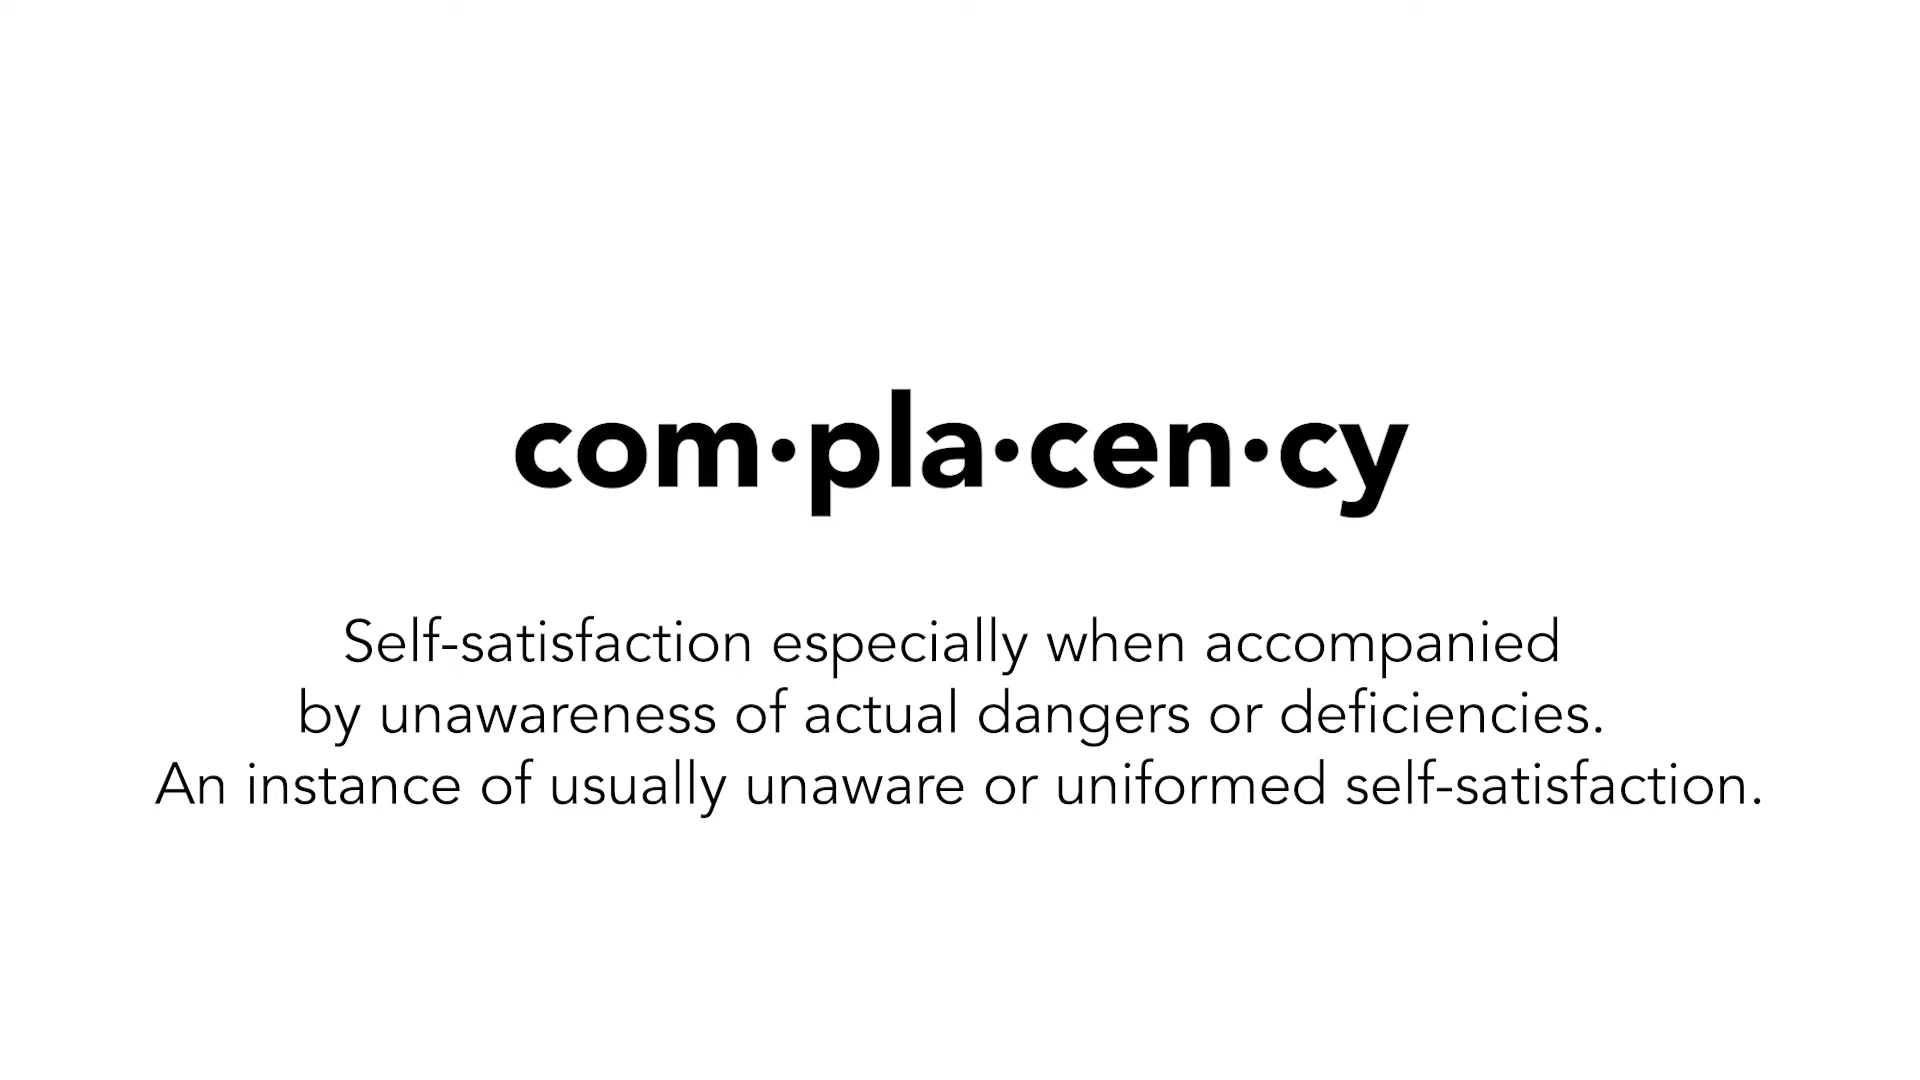 com·pla·cen·cy
Self-satisfaction especially when accompanied
by unawareness of actual dangers or deficiencies.
An instance of usually unaware or uniformed self-satisfaction.